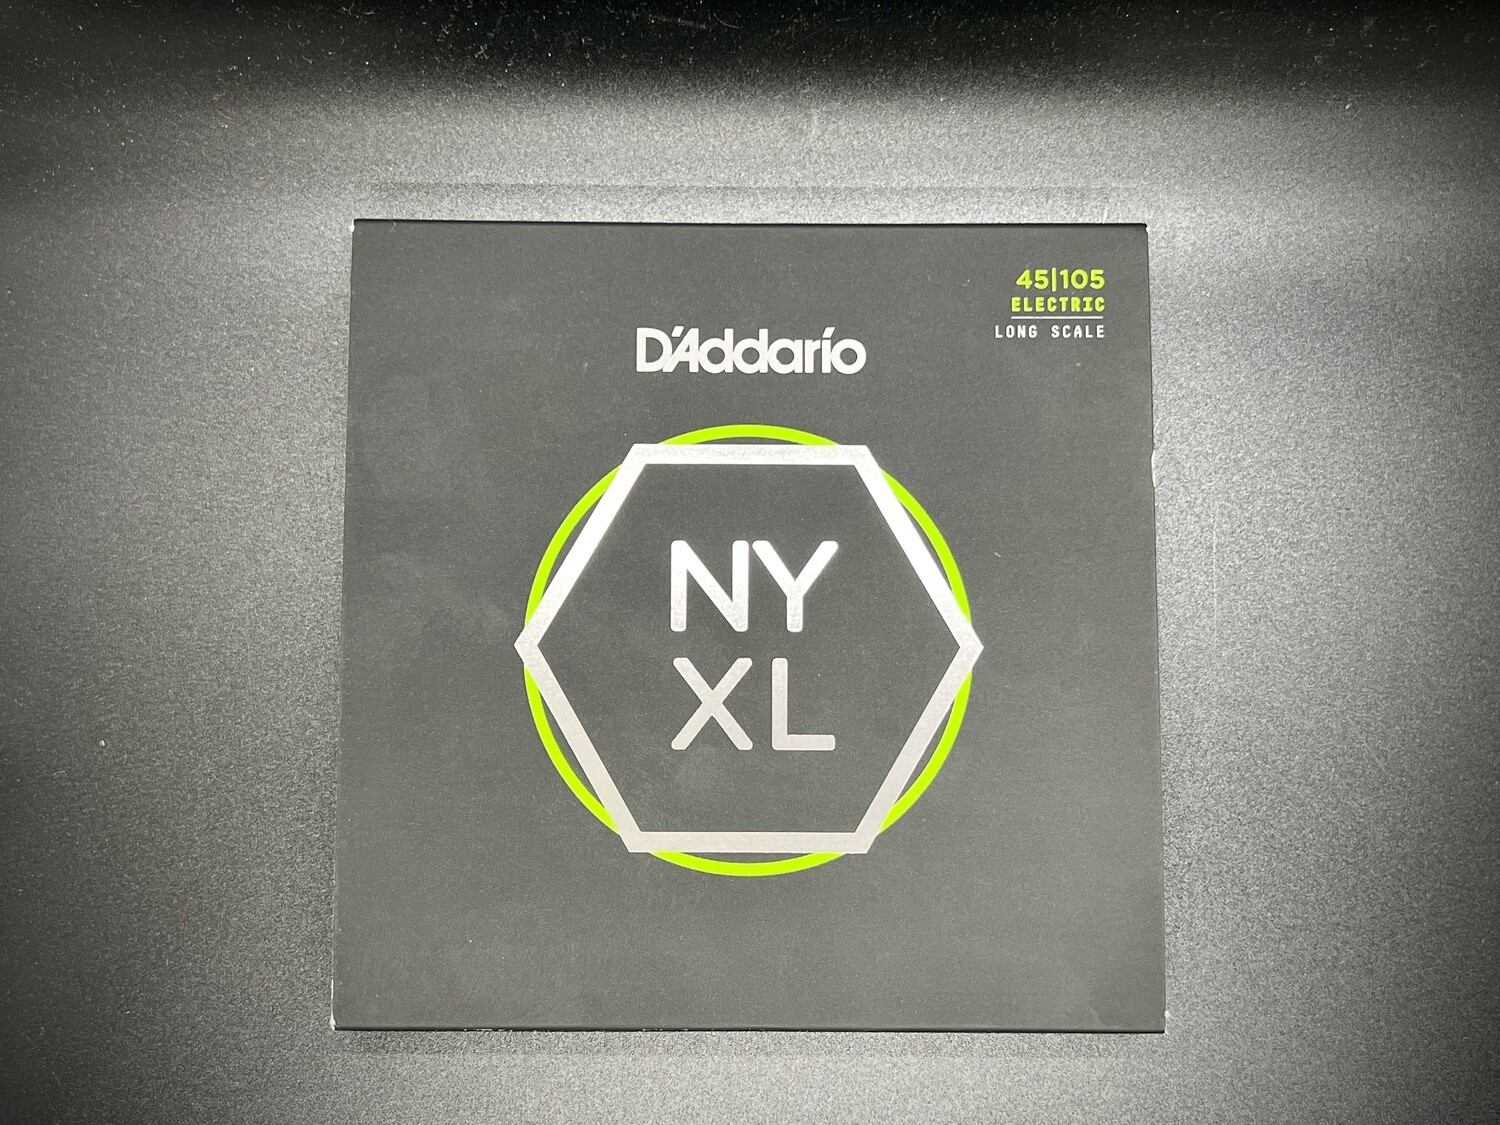 45|105
ELECTRIC
LONG SCALE
D'Addario
NY
XL